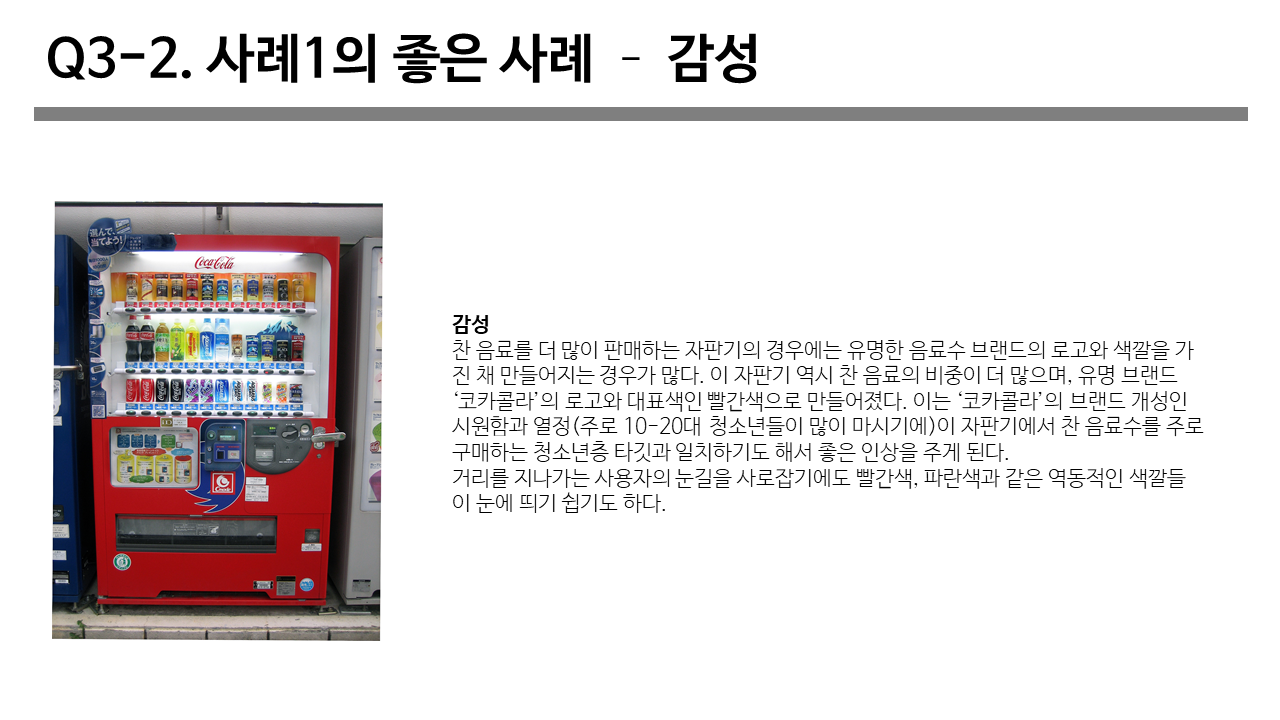 Q3-2. 사례1의 좋은 사례 - 감성
選んで、
当てよう!
Coca-Cola
감성
찬 음료를 더 많이 판매하는 자판기의 경우에는 유명한 음료수 브랜드의 로고와 색깔을 가
진 채 만들어지는 경우가 많다. 이 자판기 역시 찬 음료의 비중이 더 많으며, 유명 브랜드
‘코카콜라’의 로고와 대표색인 빨간색으로 만들어졌다. 이는 ‘코카콜라’의 브랜드 개성인
시원함과 열정(주로 10-20대 청소년들이 많이 마시기에)이 자판기에서 찬 음료수를 주로
구매하는 청소년층 타깃과 일치하기도 해서 좋은 인상을 주게 된다.
거리를 지나가는 사용자의 눈길을 사로잡기에도 빨간색, 파란색과 같은 역동적인 색깔들
이 눈에 띄기 쉽기도 하다.